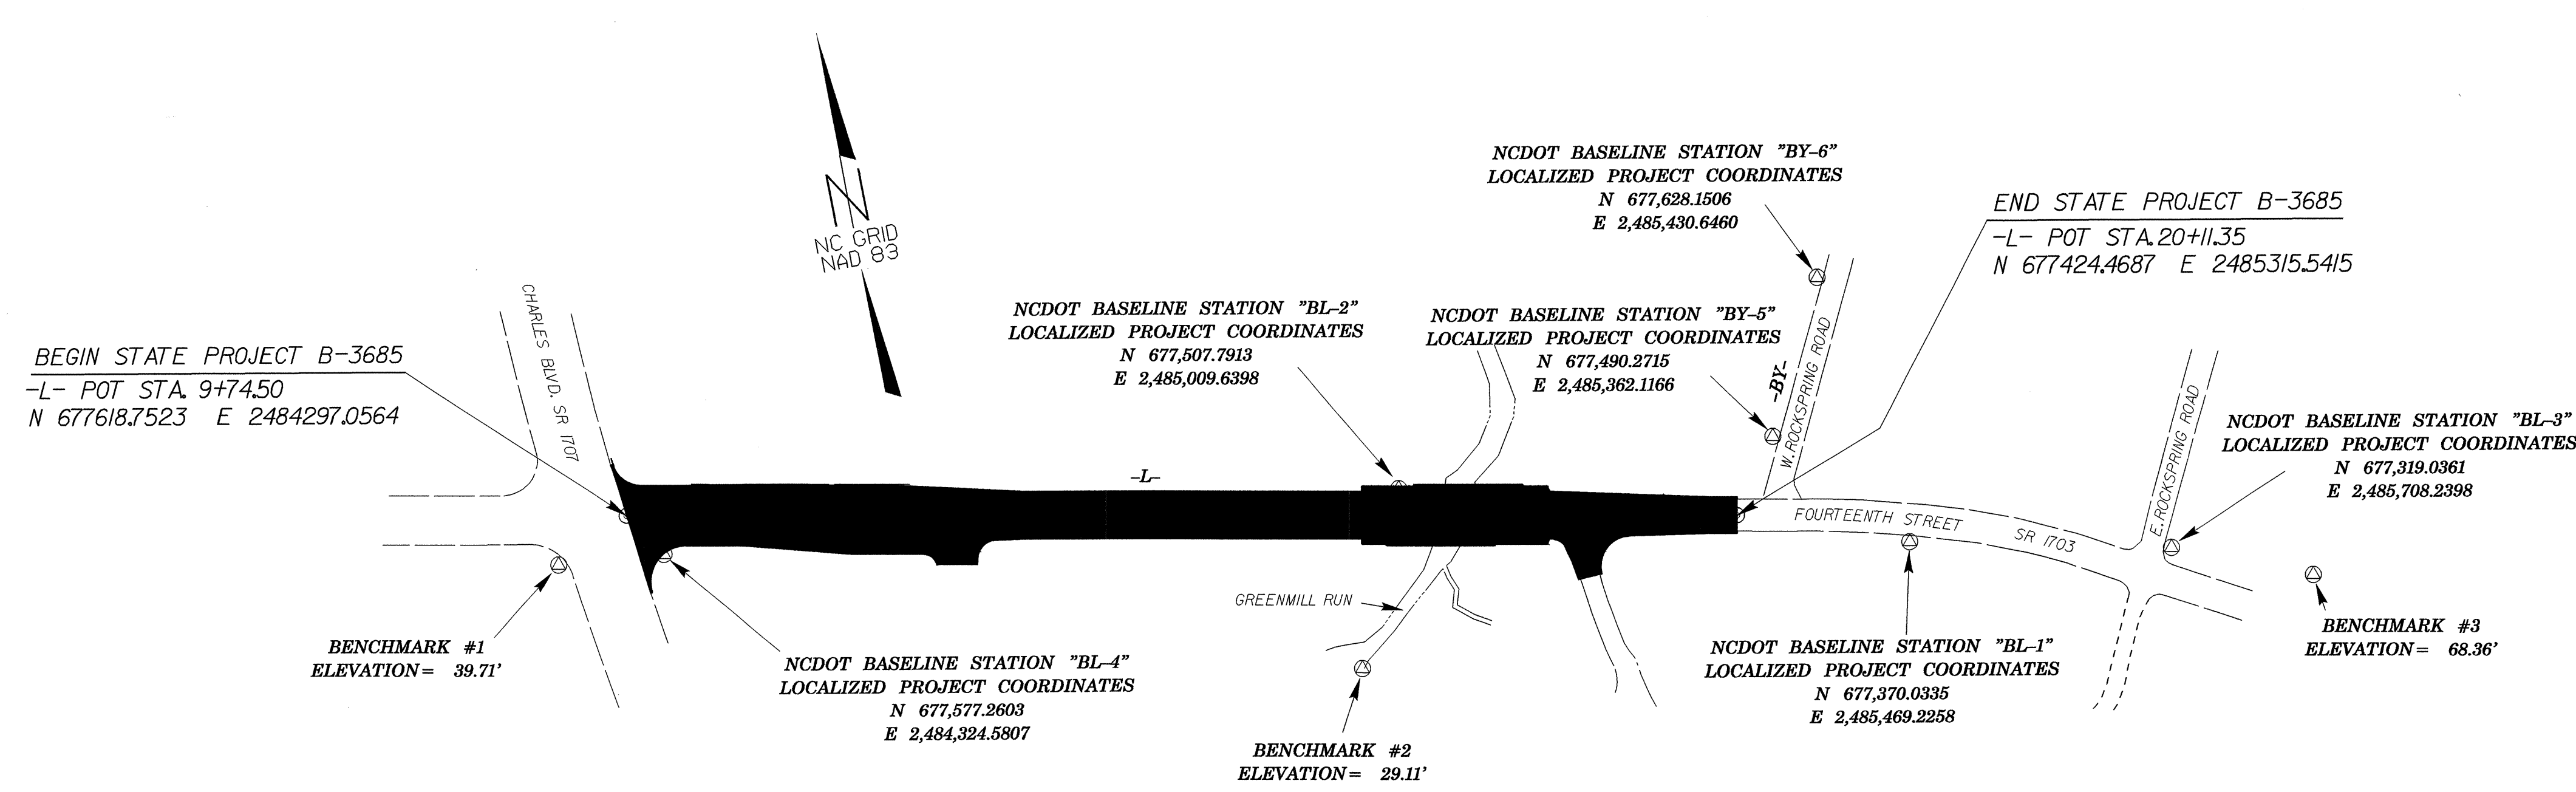 NCDOT BASELINE STATION "BY-6"
LOCALIZED PROJECT COORDINATES
N 677,628.1506
E 2,485,430.6460
END STATE PROJECT B-3685
-L- POT STA. 20+11.35
N 677424.4687 E 2485315.5415
N
NC GRID
NAD 83
NCDOT BASELINE STATION "BL-2"
LOCALIZED PROJECT COORDINATES
N 677,507.7913
E 2,485,009.6398
NCDOT BASELINE STATION "BY-5"
LOCALIZED PROJECT COORDINATES
N 677,490.2715
E 2,485,362.1166
BEGIN STATE PROJECT B-3685
-L- POT STA. 9+74.50
N 677618.7523 E 2484297.0564
CHARLES BLVD. SR 1707
-BY-
W. ROCKSPRING ROAD
E. ROCKSPRING ROAD
NCDOT BASELINE STATION "BL-3"
LOCALIZED PROJECT COORDINATES
N 677,319.0361
E 2,485,708.2398
-L-
FOURTEENTH STREET
SR 1703
GREENMILL RUN
BENCHMARK #1
ELEVATION= 39.71'
NCDOT BASELINE STATION "BL-4"
LOCALIZED PROJECT COORDINATES
N 677,577.2603
E 2,484,324.5807
BENCHMARK #2
ELEVATION= 29.11'
NCDOT BASELINE STATION "BL-1"
LOCALIZED PROJECT COORDINATES
N 677,370.0335
E 2,485,469.2258
BENCHMARK #3
ELEVATION= 68.36'